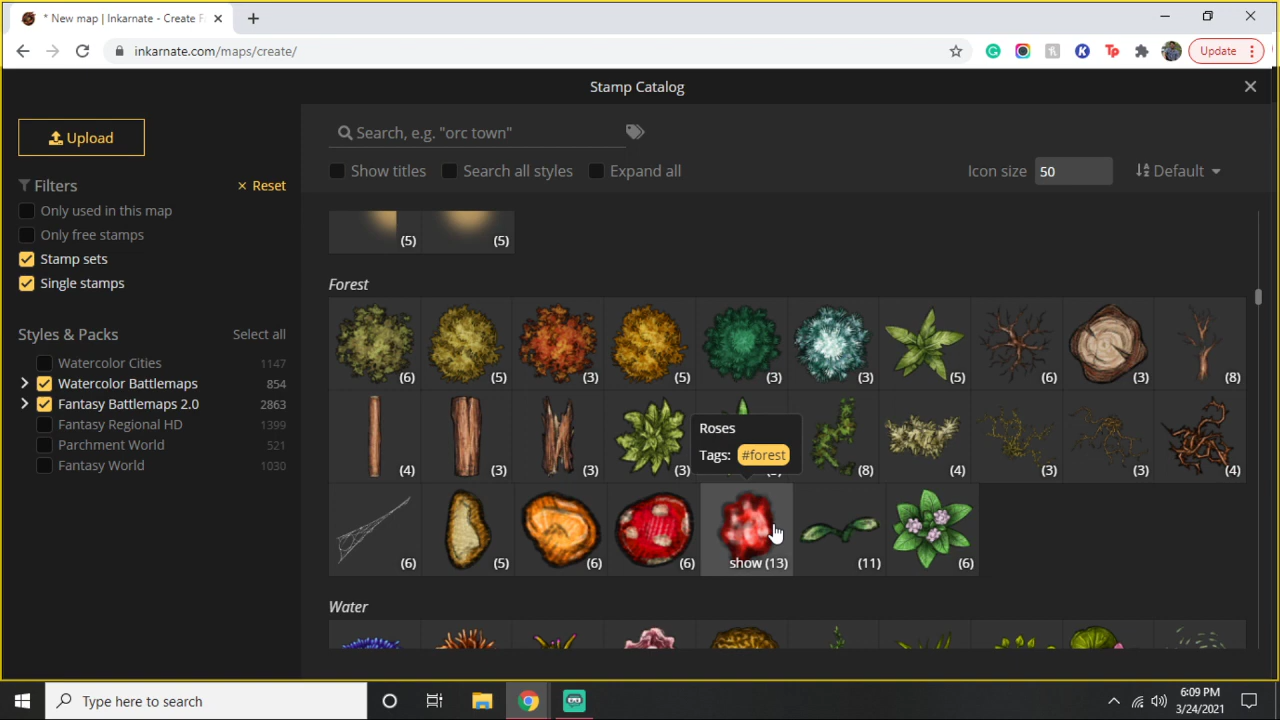 * New map | Inkarnate - Create F
inkarnate.com/maps/create/
Update
Stamp Catalog
Upload
Search, e.g. "orc town"
Show titles
Search all styles
Expand all
Icon size
50
Default
Filters
Reset
Only used in this map
Only free stamps
Stamp sets
Single stamps
Styles & Packs
Select all
Watercolor Cities 1147
Watercolor Battlemaps 854
Fantasy Battlemaps 2.0 2863
Fantasy Regional HD 1399
Parchment World 521
Fantasy World 1030
(5) (5)
Forest
(6) (5) (3) (5) (3) (3) (5) (6) (3) (8)
Roses
Tags: #forest
(4) (3) (3) (3) (8) (4) (3) (3) (4)
(6) (5) (6) (6) show (13) (11) (6)
Water
Type here to search
6:09 PM
3/24/2021